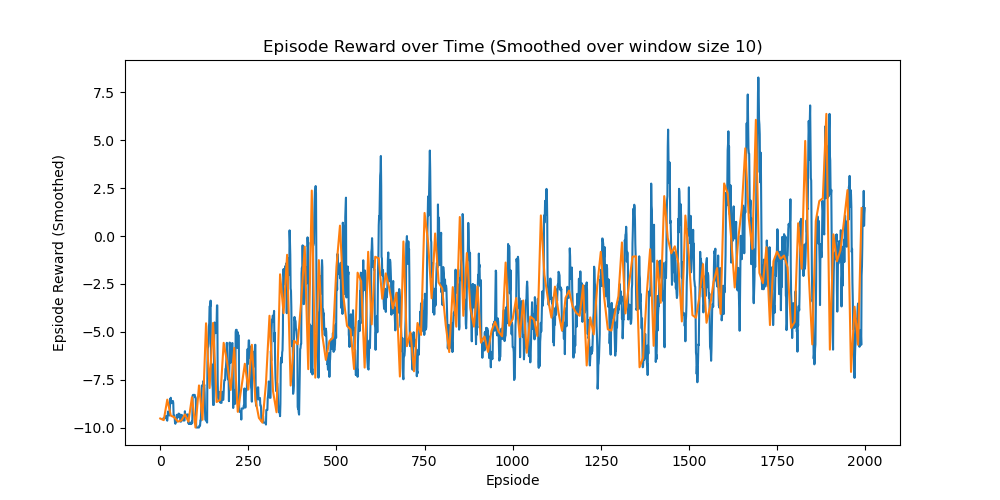 Episode Reward over Time (Smoothed over window size 10)
Epsiode Reward (Smoothed)
7.5
5.0
2.5
0.0
−2.5
−5.0
−7.5
−10.0
0 250 500 750 1000 1250 1500 1750 2000
Epsiode